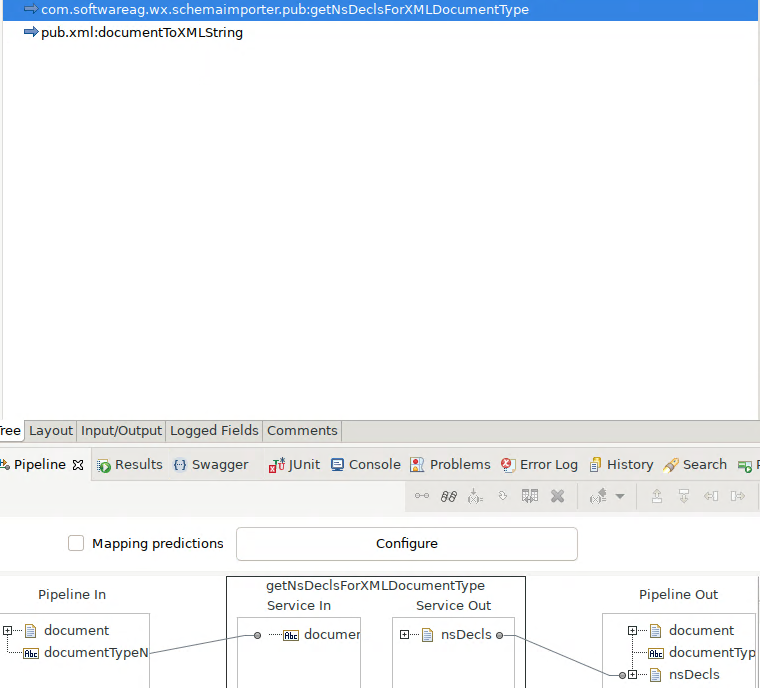 com.softwareag.wx.schemaimporter.pub:getNsDeclsForXMLDocumentType
pub.xml:documentToXMLString
Tree Layout Input/Output Logged Fields Comments
Pipeline Results Swagger JUnit Console Problems Error Log History Search
Mapping predictions Configure
getNsDeclsForXMLDocumentType
Pipeline In Service In Service Out Pipeline Out
document documen nsDecls document
documentTypeN documentTyp
nsDecls